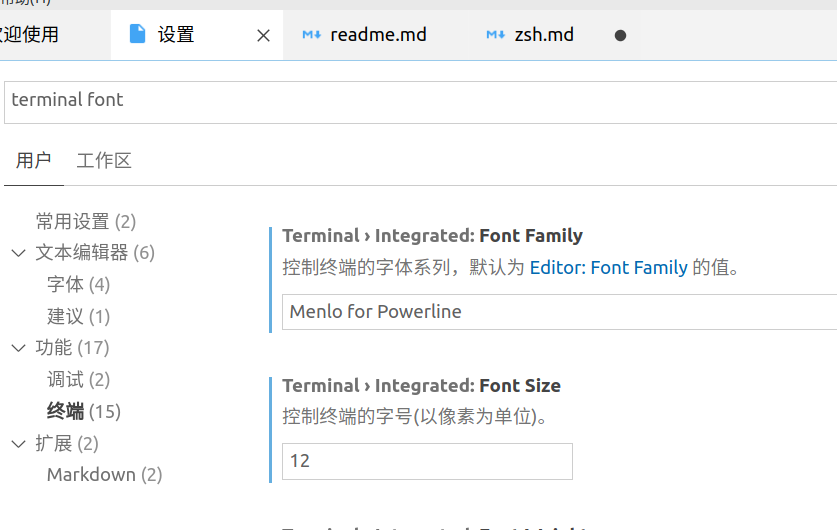 帮助(H)
迎使用
设置
readme.md
zsh.md
terminal font
用户
工作区
常用设置 (2)
文本编辑器 (6)
字体 (4)
建议 (1)
功能 (17)
调试 (2)
终端 (15)
扩展 (2)
Markdown (2)
Terminal › Integrated: Font Family
控制终端的字体系列，默认为 Editor: Font Family 的值。
Menlo for Powerline
Terminal › Integrated: Font Size
控制终端的字号(以像素为单位)。
12